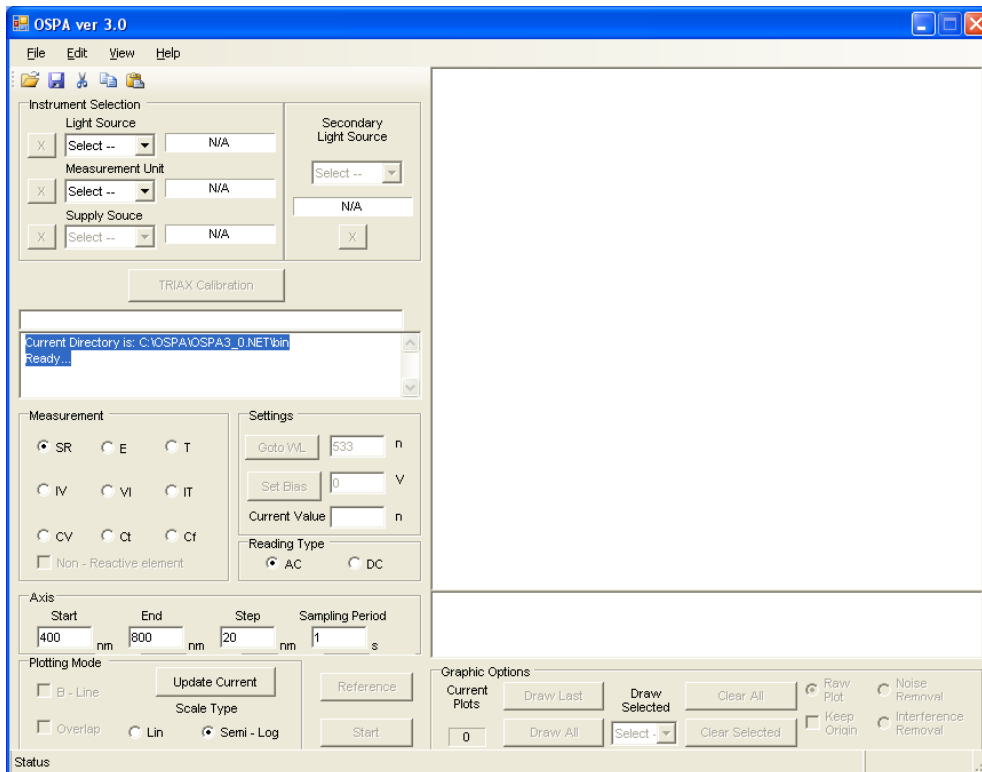 OSPA ver 3.0
File Edit View Help
Instrument Selection
Light Source
X Select -- N/A
Measurement Unit
X Select -- N/A
Supply Souce
X Select -- N/A
Secondary
Light Source
Select --
N/A
X
TRIAX Calibration
Current Directory is: C:\OSPA\OSPA3_0.NET\bin
Ready...
Measurement
SR E T
IV VI IT
CV Ct Cf
Non - Reactive element
Settings
Goto WL 533 n
Set Bias 0 V
Current Value n
Reading Type
AC DC
Axis
Start End Step Sampling Period
400 nm 800 nm 20 nm 1 s
Plotting Mode
B - Line
Overlap
Update Current
Scale Type
Lin Semi - Log
Reference
Start
Graphic Options
Current
Plots
0
Draw Last
Draw All
Draw
Selected
Select -
Clear All
Clear Selected
Raw
Plot
Keep
Origin
Noise
Removal
Interference
Removal
Status